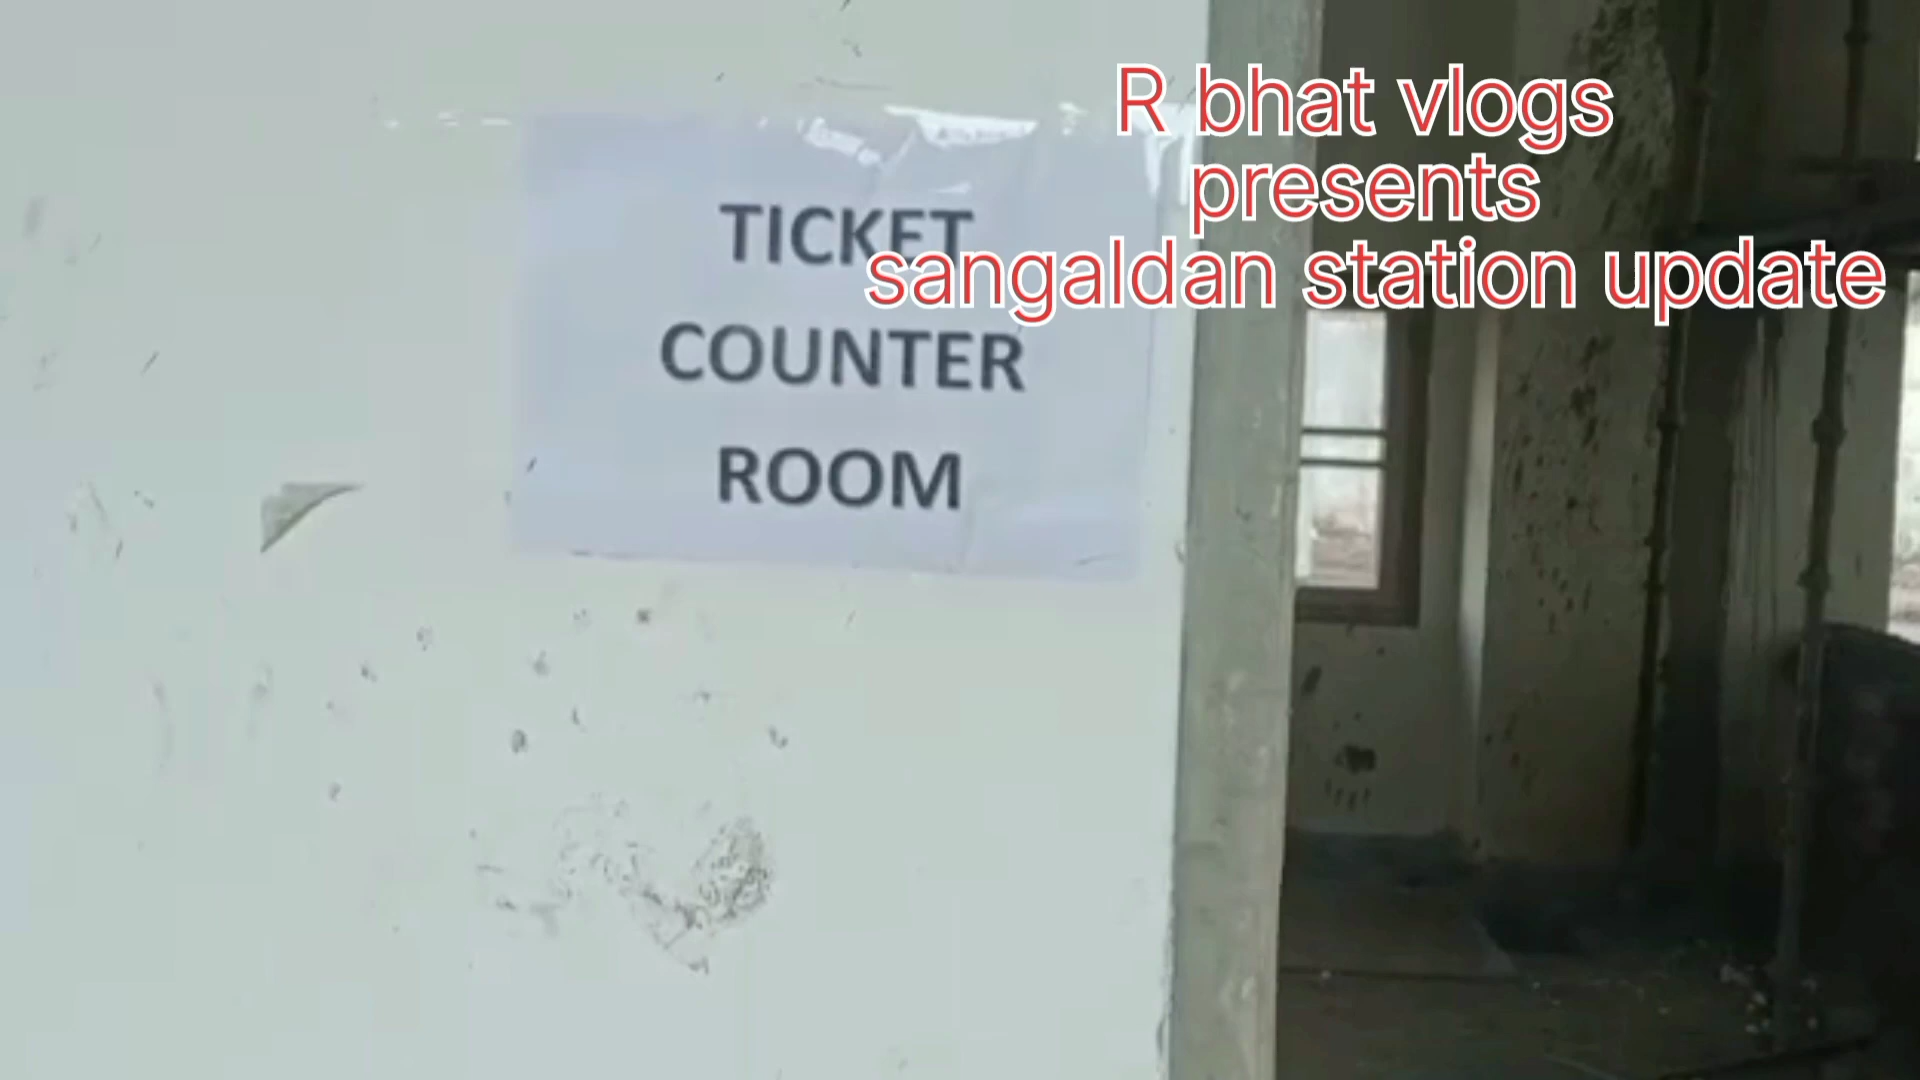 R bhat vlogs
presents
sangaldan station update
TICKET
COUNTER
ROOM